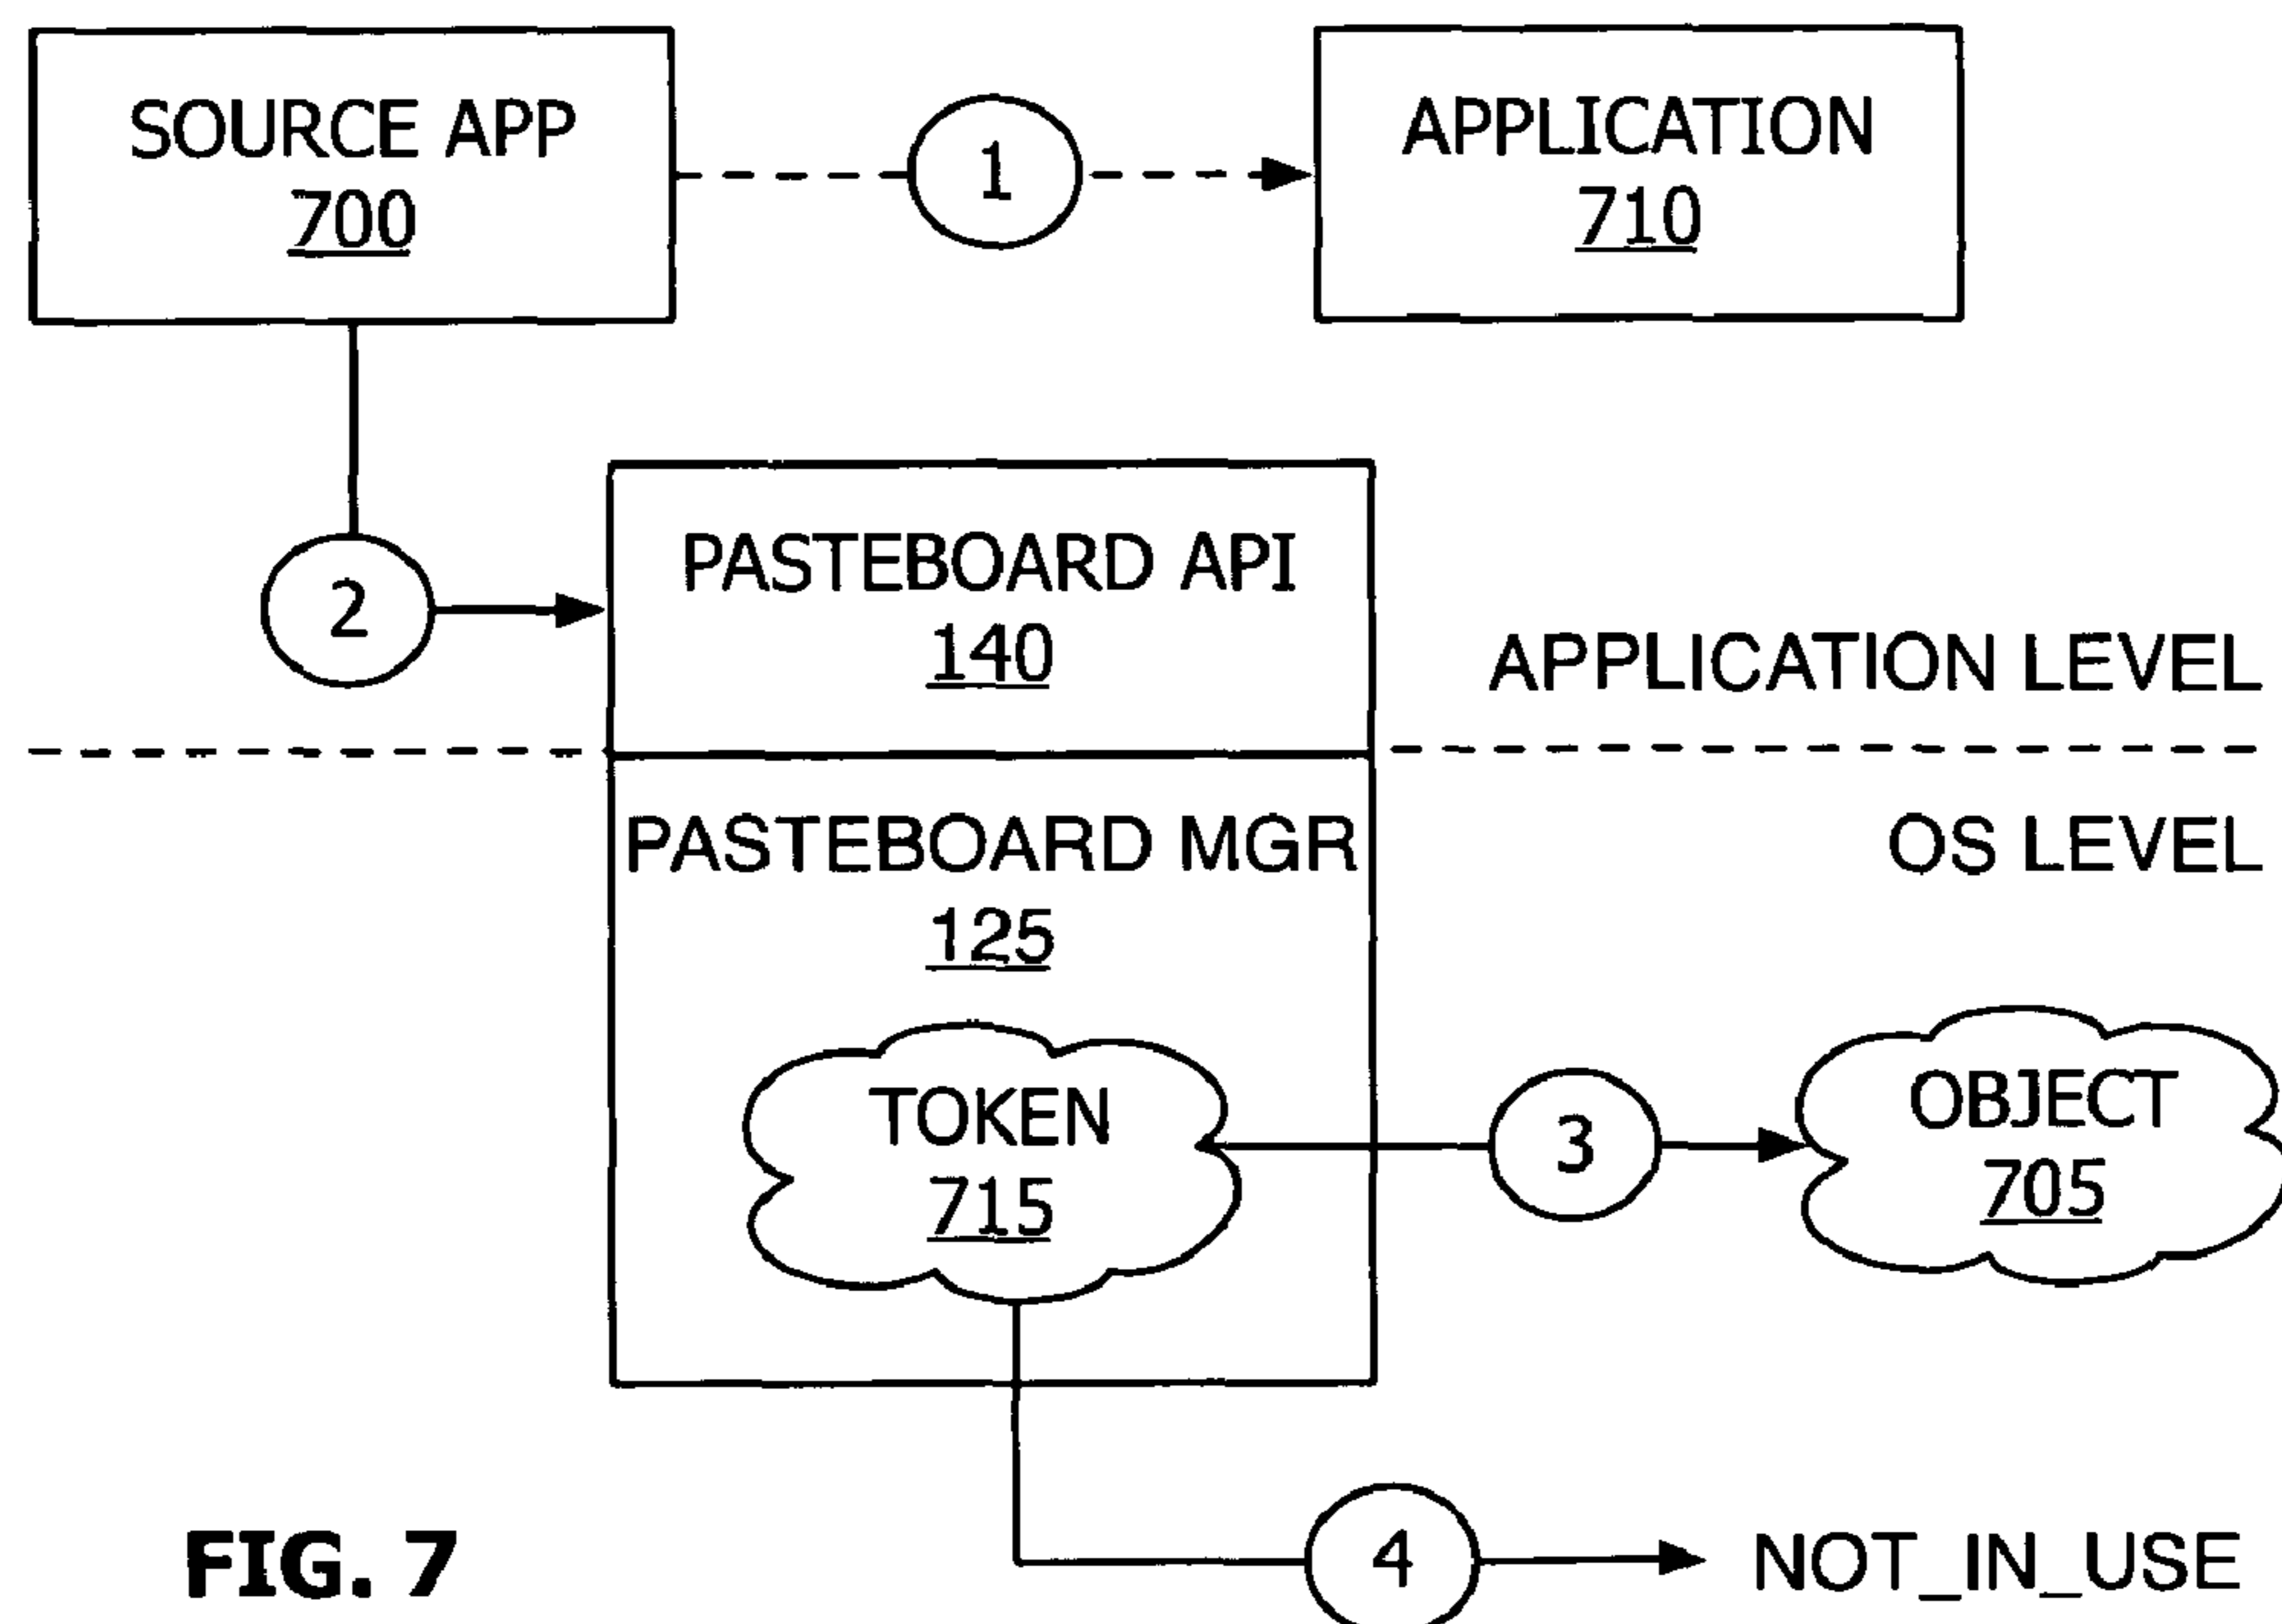 SOURCE APP
700
1
APPLICATION
710
2
PASTEBOARD API
140
APPLICATION LEVEL
PASTEBOARD MGR
125
OS LEVEL
TOKEN
715
3
OBJECT
705
4
NOT_IN_USE
FIG. 7